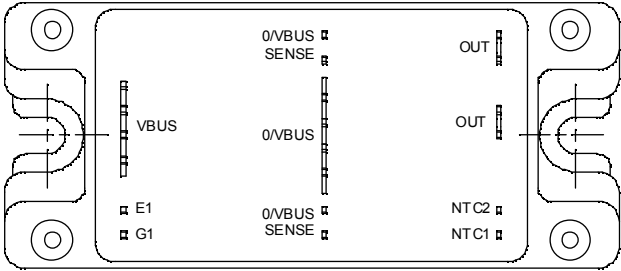 0/VBUS
SENSE
OUT
VBUS
0/VBUS
OUT
E1
G1
0/VBUS
SENSE
NTC2
NTC1